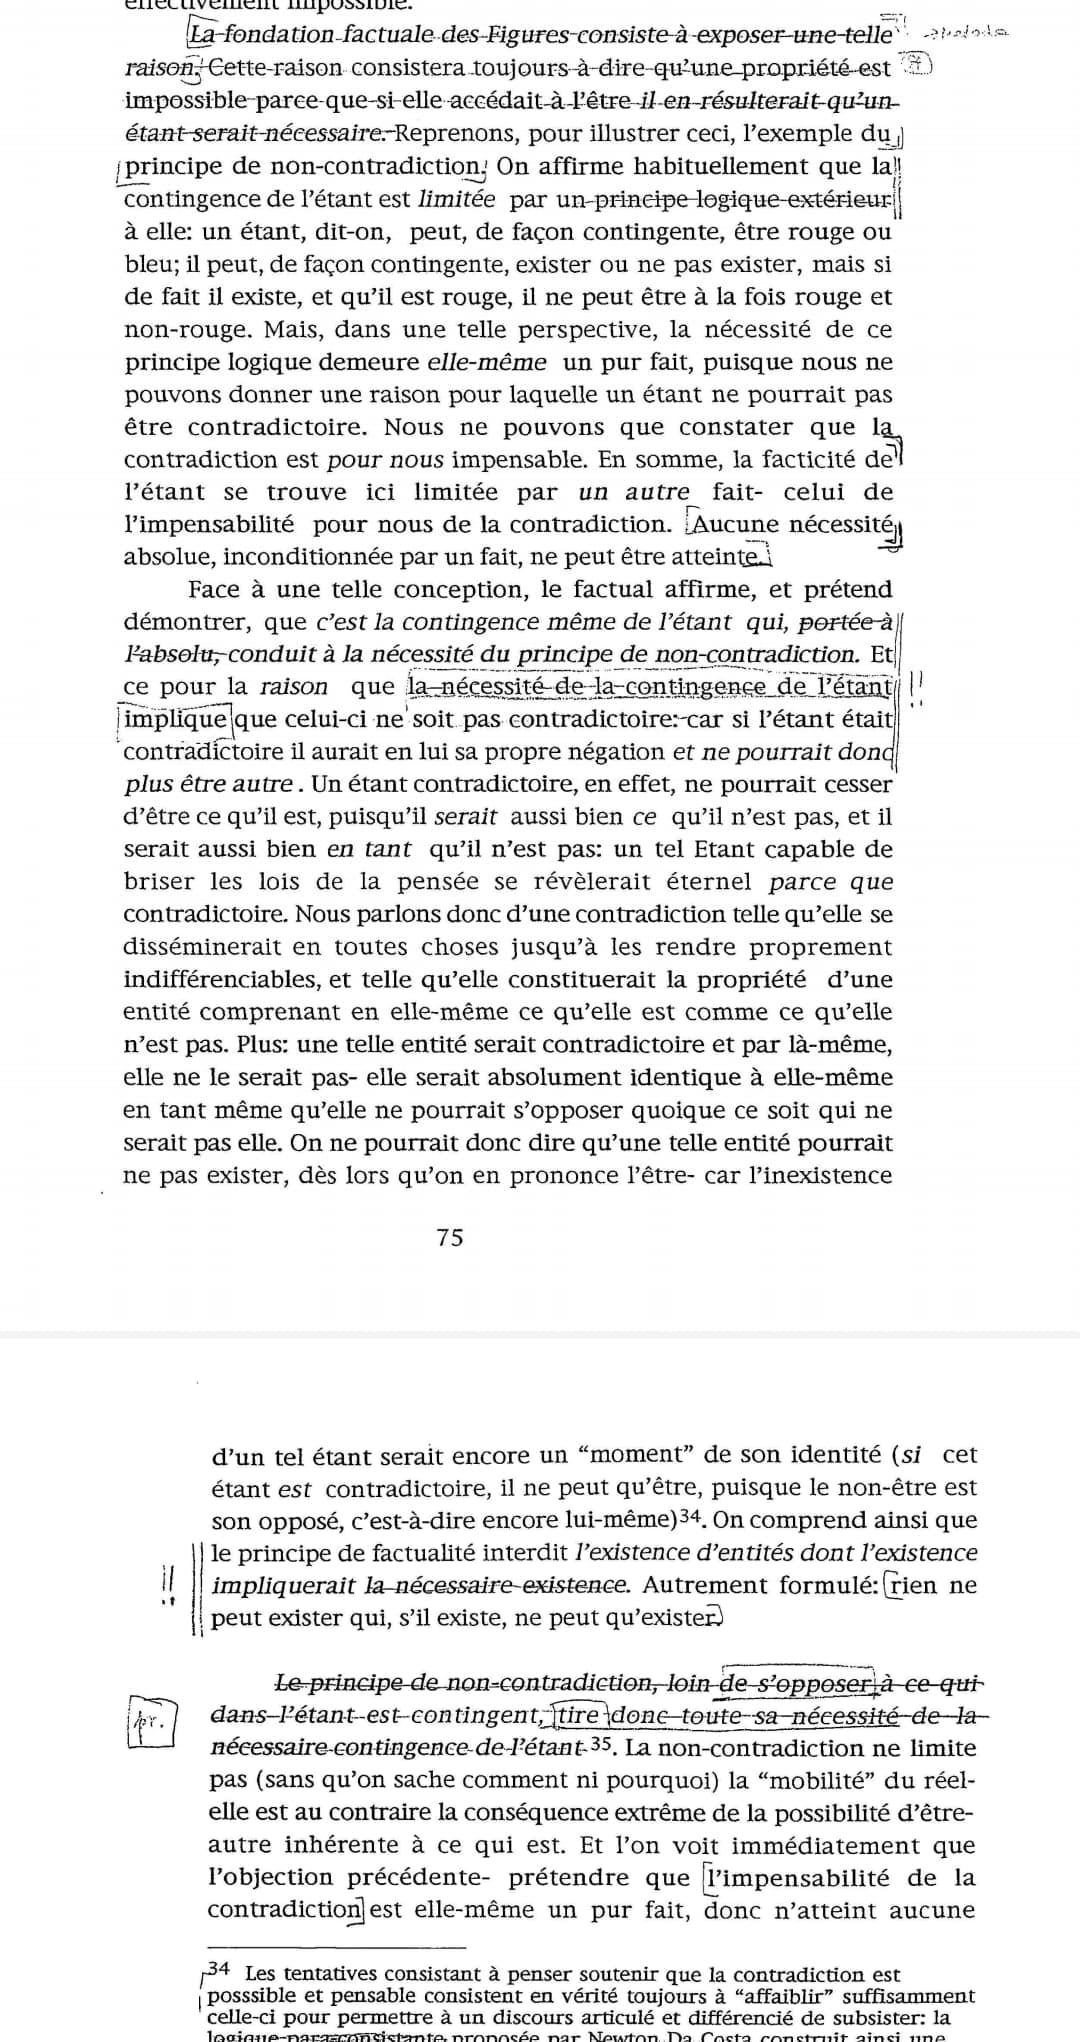 effectivement impossible.
La fondation factuale des Figures consiste à exposer une telle
raison. Cette raison consistera toujours à dire qu'une propriété est
impossible parce que si elle accédait à l'être il en résulterait qu'un
étant serait nécessaire. Reprenons, pour illustrer ceci, l'exemple du
principe de non-contradiction. On affirme habituellement que la
contingence de l'étant est limitée par un principe logique extérieur
à elle: un étant, dit-on, peut, de façon contingente, être rouge ou
bleu; il peut, de façon contingente, exister ou ne pas exister, mais si
de fait il existe, et qu'il est rouge, il ne peut être à la fois rouge et
non-rouge. Mais, dans une telle perspective, la nécessité de ce
principe logique demeure elle-même un pur fait, puisque nous ne
pouvons donner une raison pour laquelle un étant ne pourrait pas
être contradictoire. Nous ne pouvons que constater que la
contradiction est pour nous impensable. En somme, la facticité de
l'étant se trouve ici limitée par un autre fait- celui de
l'impensabilité pour nous de la contradiction. Aucune nécessité
absolue, inconditionnée par un fait, ne peut être atteinte.
Face à une telle conception, le factual affirme, et prétend
démontrer, que c'est la contingence même de l'étant qui, portée à
l'absolu, conduit à la nécessité du principe de non-contradiction. Et
ce pour la raison que la nécessité de la contingence de l'étant !!
implique que celui-ci ne soit pas contradictoire: car si l'étant était
contradictoire il aurait en lui sa propre négation et ne pourrait donc
plus être autre. Un étant contradictoire, en effet, ne pourrait cesser
d'être ce qu'il est, puisqu'il serait aussi bien ce qu'il n'est pas, et il
serait aussi bien en tant qu'il n'est pas: un tel Etant capable de
briser les lois de la pensée se révèlerait éternel parce que
contradictoire. Nous parlons donc d'une contradiction telle qu'elle se
disséminerait en toutes choses jusqu'à les rendre proprement
indifférenciables, et telle qu'elle constituerait la propriété d'une
entité comprenant en elle-même ce qu'elle est comme ce qu'elle
n'est pas. Plus: une telle entité serait contradictoire et par là-même,
elle ne le serait pas- elle serait absolument identique à elle-même
en tant même qu'elle ne pourrait s'opposer quoique ce soit qui ne
serait pas elle. On ne pourrait donc dire qu'une telle entité pourrait
ne pas exister, dès lors qu'on en prononce l'être- car l'inexistence
75
d'un tel étant serait encore un “moment” de son identité (si cet
étant est contradictoire, il ne peut qu'être, puisque le non-être est
son opposé, c'est-à-dire encore lui-même)34. On comprend ainsi que
le principe de factualité interdit l'existence d'entités dont l'existence
!! impliquerait la nécessaire existence. Autrement formulé: rien ne
peut exister qui, s'il existe, ne peut qu'exister.
Le principe de non-contradiction, loin de s'opposer à ce qui
pr. dans l'étant est contingent, tire donc toute sa nécessité de la
nécessaire contingence de l'étant 35. La non-contradiction ne limite
pas (sans qu'on sache comment ni pourquoi) la “mobilité” du réel-
elle est au contraire la conséquence extrême de la possibilité d'être-
autre inhérente à ce qui est. Et l'on voit immédiatement que
l'objection précédente- prétendre que l'impensabilité de la
contradiction est elle-même un pur fait, donc n'atteint aucune
34 Les tentatives consistant à penser soutenir que la contradiction est
posssible et pensable consistent en vérité toujours à “affaiblir” suffisamment
celle-ci pour permettre à un discours articulé et différencié de subsister: la
logique paraconsistante proposée par Newton Da Costa construit ainsi une